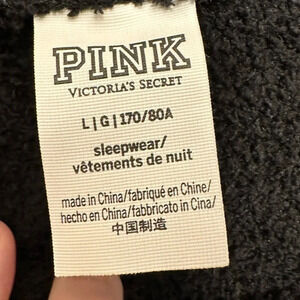 PINK
VICTORIA'S SECRET
L | G | 170/80A
sleepwear/
vêtements de nuit
made in China/fabriqué en Chine/
hecho en China/fabbricato in Cina/
中国制造